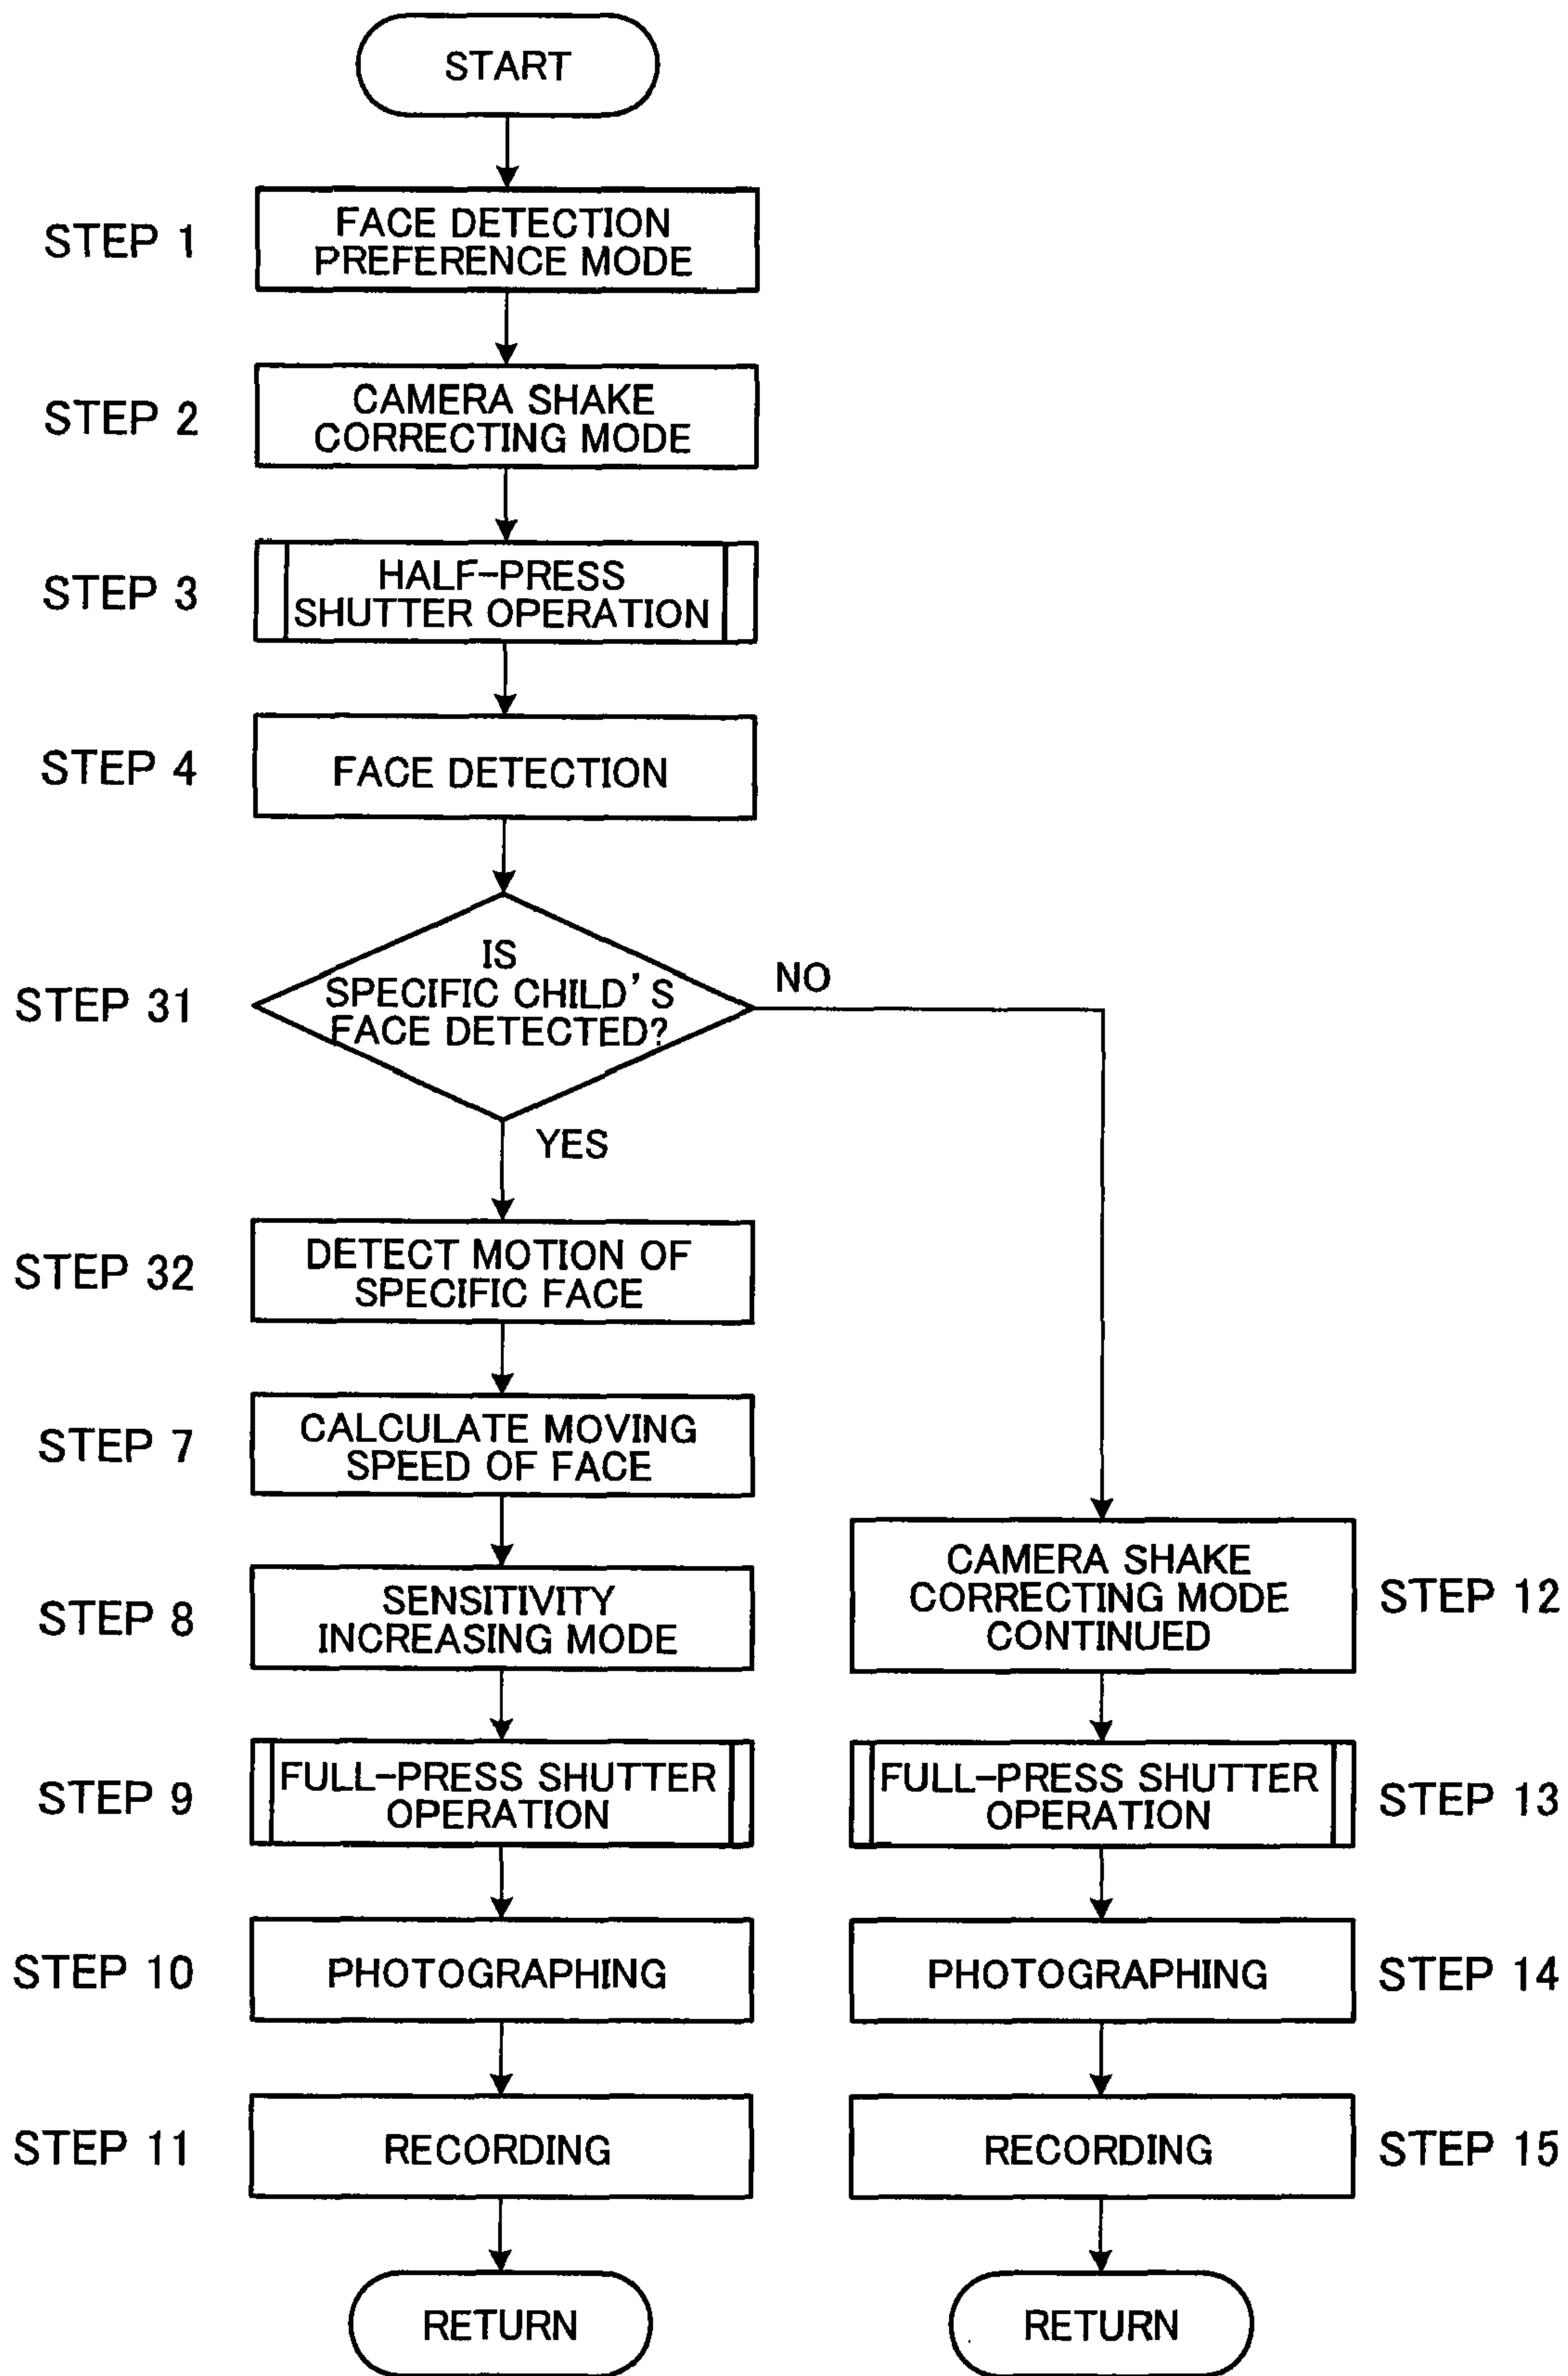 START
STEP 1
FACE DETECTION
PREFERENCE MODE
STEP 2
CAMERA SHAKE
CORRECTING MODE
STEP 3
HALF-PRESS
SHUTTER OPERATION
STEP 4
FACE DETECTION
STEP 31
IS
SPECIFIC CHILD'S
FACE DETECTED?
NO
YES
STEP 32
DETECT MOTION OF
SPECIFIC FACE
STEP 7
CALCULATE MOVING
SPEED OF FACE
STEP 8
SENSITIVITY
INCREASING MODE
STEP 9
FULL-PRESS SHUTTER
OPERATION
STEP 10
PHOTOGRAPHING
STEP 11
RECORDING
RETURN
CAMERA SHAKE
CORRECTING MODE
CONTINUED
STEP 12
FULL-PRESS SHUTTER
OPERATION
STEP 13
PHOTOGRAPHING
STEP 14
RECORDING
STEP 15
RETURN